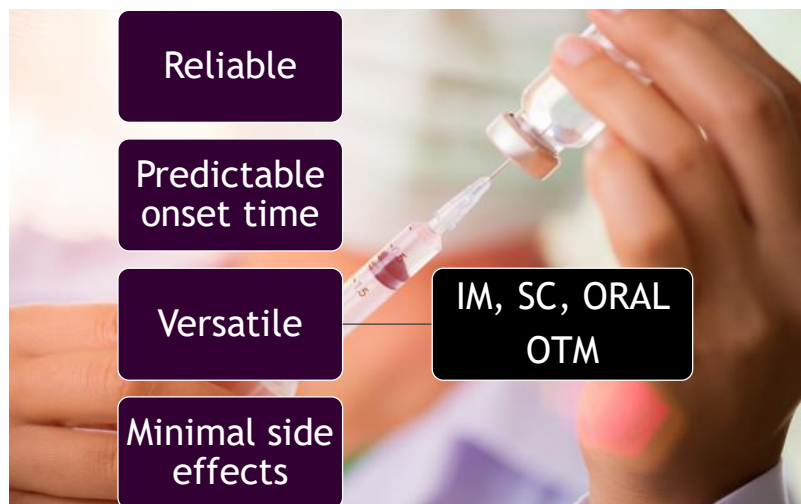 Reliable
Predictable
onset time
Versatile
IM, SC, ORAL
OTM
Minimal side
effects